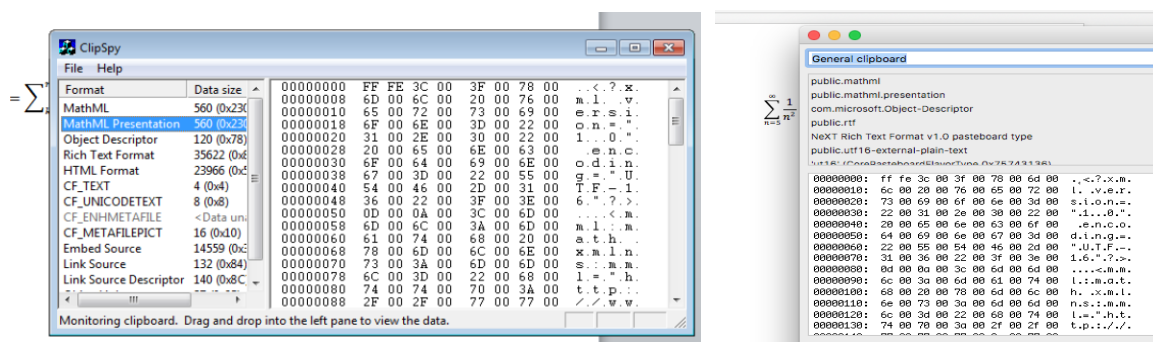 ClipSpy
File Help
Format Data size
MathML 560 (0x230
MathML Presentation 560 (0x230
Object Descriptor 120 (0x78)
Rich Text Format 35622 (0x8
HTML Format 23966 (0x5
CF_TEXT 4 (0x4)
CF_UNICODETEXT 8 (0x8)
CF_ENHMETAFILE <Data un
CF_METAFILEPICT 16 (0x10)
Embed Source 14559 (0x3
Link Source 132 (0x84)
Link Source Descriptor 140 (0x8C
00000000 FF FE 3C 00 3F 00 78 00 ..<.?.x.
00000008 6D 00 6C 00 20 00 76 00 m.l. .v.
00000010 65 00 72 00 73 00 69 00 e.r.s.i.
00000018 6F 00 6E 00 3D 00 22 00 o.n.=.".
00000020 31 00 2E 00 30 00 22 00 1...0.".
00000028 20 00 65 00 6E 00 63 00 .e.n.c.
00000030 6F 00 64 00 69 00 6E 00 o.d.i.n.
00000038 67 00 3D 00 22 00 55 00 g.=.".U.
00000040 54 00 46 00 2D 00 31 00 T.F.-.1.
00000048 36 00 22 00 3F 00 3E 00 6.".?.>.
00000050 0D 00 0A 00 3C 00 6D 00 ....<.m.
00000058 6D 00 6C 00 3A 00 6D 00 m.l.:.m.
00000060 61 00 74 00 68 00 20 00 a.t.h. .
00000068 78 00 6D 00 6C 00 6E 00 x.m.l.n.
00000070 73 00 3A 00 6D 00 6D 00 s.:.m.m.
00000078 6C 00 3D 00 22 00 68 00 l.=.".h.
00000080 74 00 74 00 70 00 3A 00 t.t.p.:.
00000088 2F 00 2F 00 77 00 77 00 /./.w.w.
Monitoring clipboard. Drag and drop into the left pane to view the data.
∑ n=5 ∞ 1/n²
General clipboard
public.mathml
public.mathml.presentation
com.microsoft.Object-Descriptor
public.rtf
NeXT Rich Text Format v1.0 pasteboard type
public.utf16-external-plain-text
'ut16' (CorePasteboardFlavorType 0x75743136)
00000000: ff fe 3c 00 3f 00 78 00 6d 00 ..<.?.x.m.
00000010: 6c 00 20 00 76 00 65 00 72 00 l. .v.e.r.
00000020: 73 00 69 00 6f 00 6e 00 3d 00 s.i.o.n.=.
00000030: 22 00 31 00 2e 00 30 00 22 00 ".1...0.".
00000040: 20 00 65 00 6e 00 63 00 6f 00 .e.n.c.o.
00000050: 64 00 69 00 6e 00 67 00 3d 00 d.i.n.g.=.
00000060: 22 00 55 00 54 00 46 00 2d 00 ".U.T.F.-.
00000070: 31 00 36 00 22 00 3f 00 3e 00 1.6.".?.>.
00000080: 0d 00 0a 00 3c 00 6d 00 6d 00 ....<.m.m.
00000090: 6c 00 3a 00 6d 00 61 00 74 00 l.:.m.a.t.
00000100: 68 00 20 00 78 00 6d 00 6c 00 h. .x.m.l.
00000110: 6e 00 73 00 3a 00 6d 00 6d 00 n.s.:.m.m.
00000120: 6c 00 3d 00 22 00 68 00 74 00 l.=.".h.t.
00000130: 74 00 70 00 3a 00 2f 00 2f 00 t.p.:././.